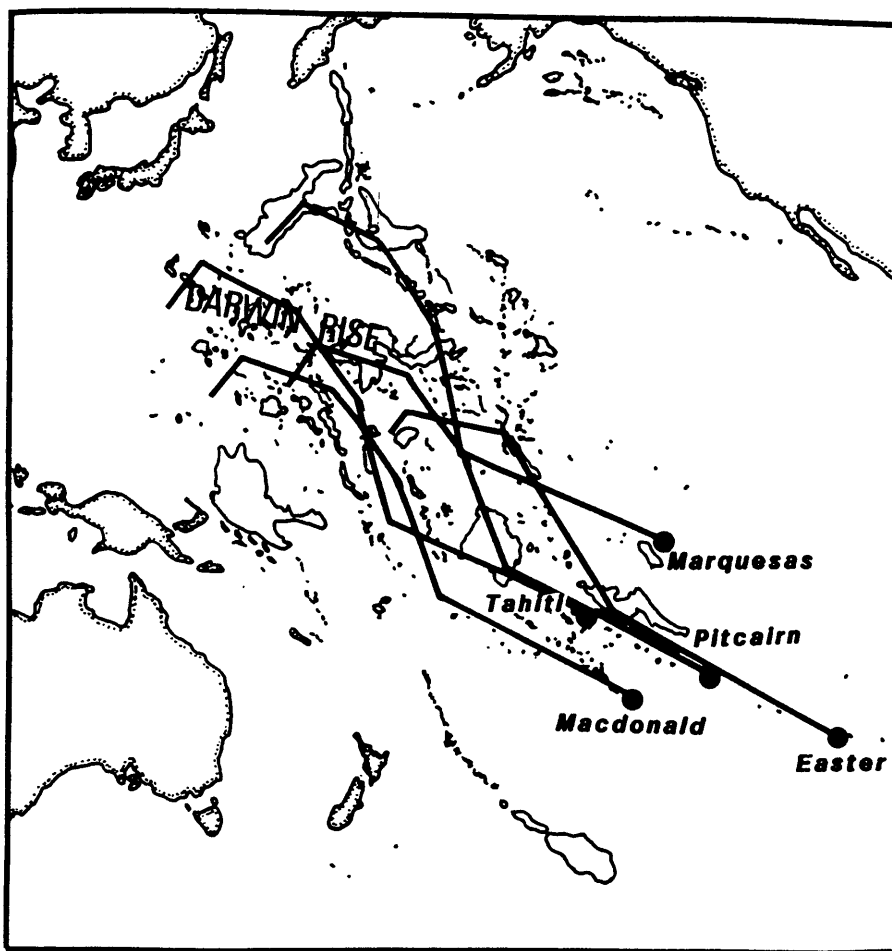 DARWIN RISE
Marquesas
Tahiti
Pitcairn
Macdonald
Easter